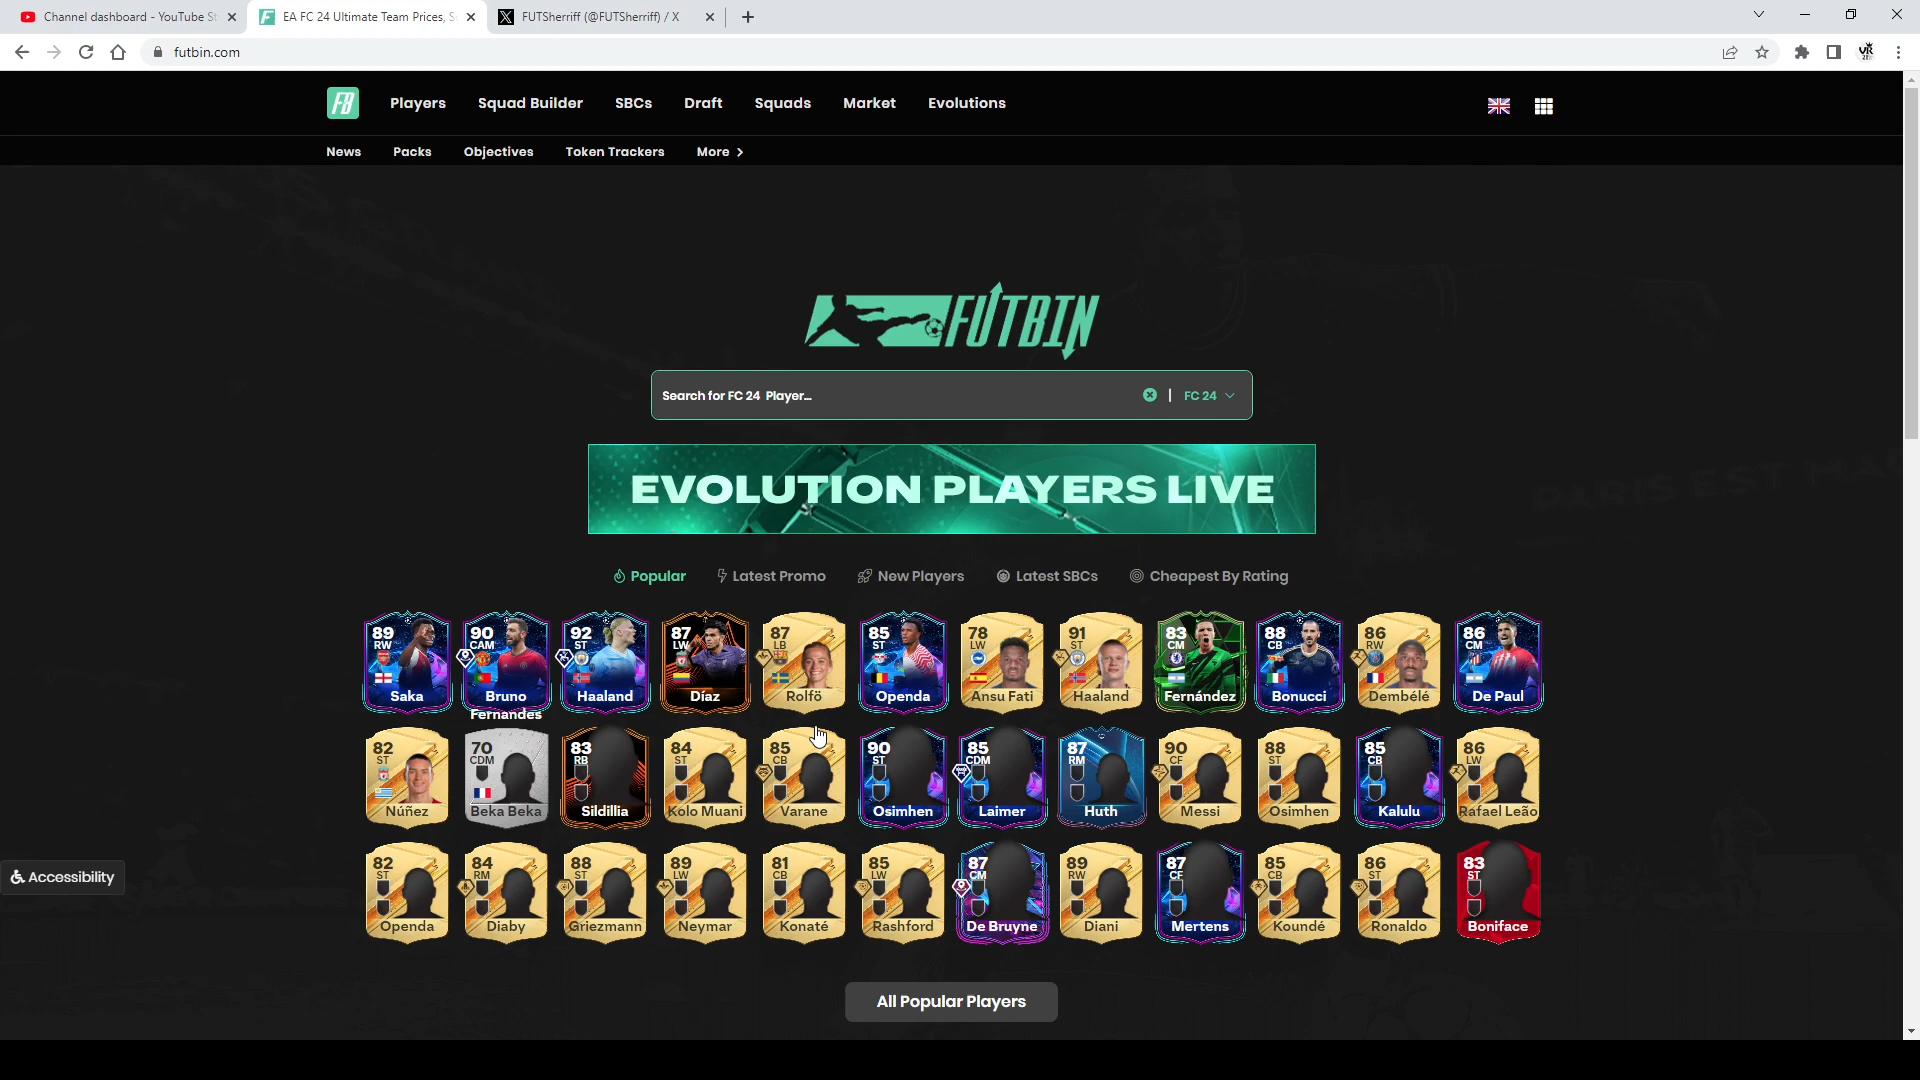 Channel dashboard - YouTube St
EA FC 24 Ultimate Team Prices, S
FUTSherriff (@FUTSherriff) / X
futbin.com
Players Squad Builder SBCs Draft Squads Market Evolutions
News Packs Objectives Token Trackers More
FUTBIN
Search for FC 24 Player... | FC 24
EVOLUTION PLAYERS LIVE
Popular Latest Promo New Players Latest SBCs Cheapest By Rating
89 90 92 87 87 85 78 91 83 88 86 86
RW CAM ST LW LB ST LW ST CM CB RW CM
Saka Bruno Fernandes Haaland Díaz Rolfö Openda Ansu Fati Haaland Fernández Bonucci Dembélé De Paul
82 70 83 84 85 90 85 87 90 88 85 86
ST CDM RB ST CB ST CDM RM CF ST CB LW
Núñez Beka Beka Sildillia Kolo Muani Varane Osimhen Laimer Huth Messi Osimhen Kalulu Rafael Leão
82 84 88 89 81 85 87 89 87 85 86 83
ST RM ST LW CB LW CM RW CF CB ST ST
Openda Diaby Griezmann Neymar Konaté Rashford De Bruyne Diani Mertens Koundé Ronaldo Boniface
Accessibility
All Popular Players